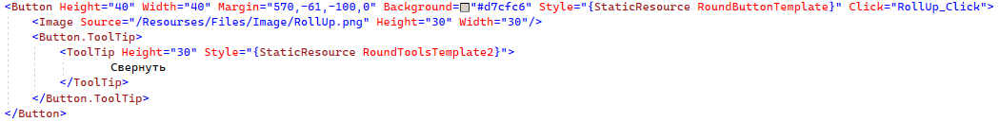 <Button Height="40" Width="40" Margin="570,-61,-100,0" Background="#d7cfc6" Style="{StaticResource RoundButtonTemplate}" Click="RollUp_Click">
<Image Source="/Resourses/Files/Image/RollUp.png" Height="30" Width="30"/>
<Button.ToolTip>
<ToolTip Height="30" Style="{StaticResource RoundToolsTemplate2}">
Свернуть
</ToolTip>
</Button.ToolTip>
</Button>